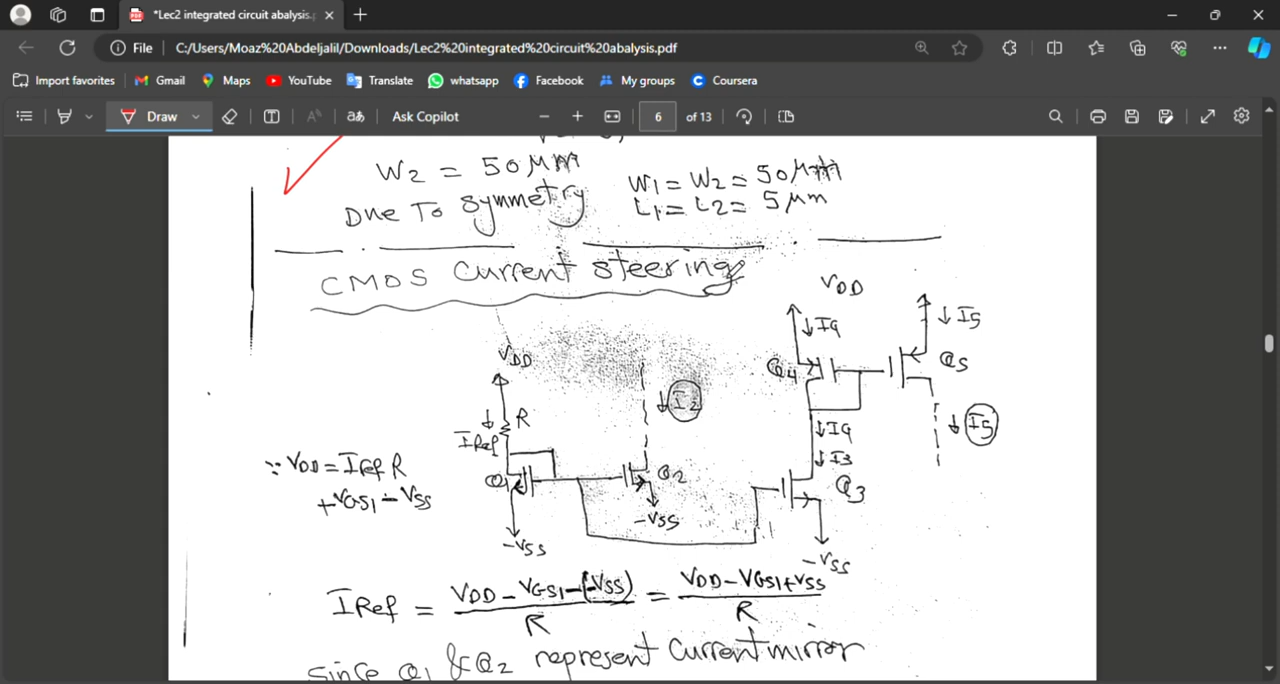 *Lec2 integrated circuit abalysis.p
File C:/Users/Moaz%20Abdeljalil/Downloads/Lec2%20integrated%20circuit%20abalysis.pdf
Import favorites Gmail Maps YouTube Translate whatsapp Facebook My groups Coursera
Draw aあ Ask Copilot 6 of 13
W2 = 50 μm
Due To symmetry
W1 = W2 = 50 μm
L1 = L2 = 5 μm
CMOS Current steering
VDD
↓ I4
↓ I5
Q4
Q5
VDD
↓ R
IRef
↓ I2
↓ I4
↓ I5
↓ I3
∵ VDD = IRef R
+ VGS1 - VSS
Q1
Q2
Q3
-VSS
-VSS
-VSS
IRef = VDD - VGS1 - (-VSS) / R = VDD - VGS1 + VSS / R
Since Q1 & Q2 represent Current mirror